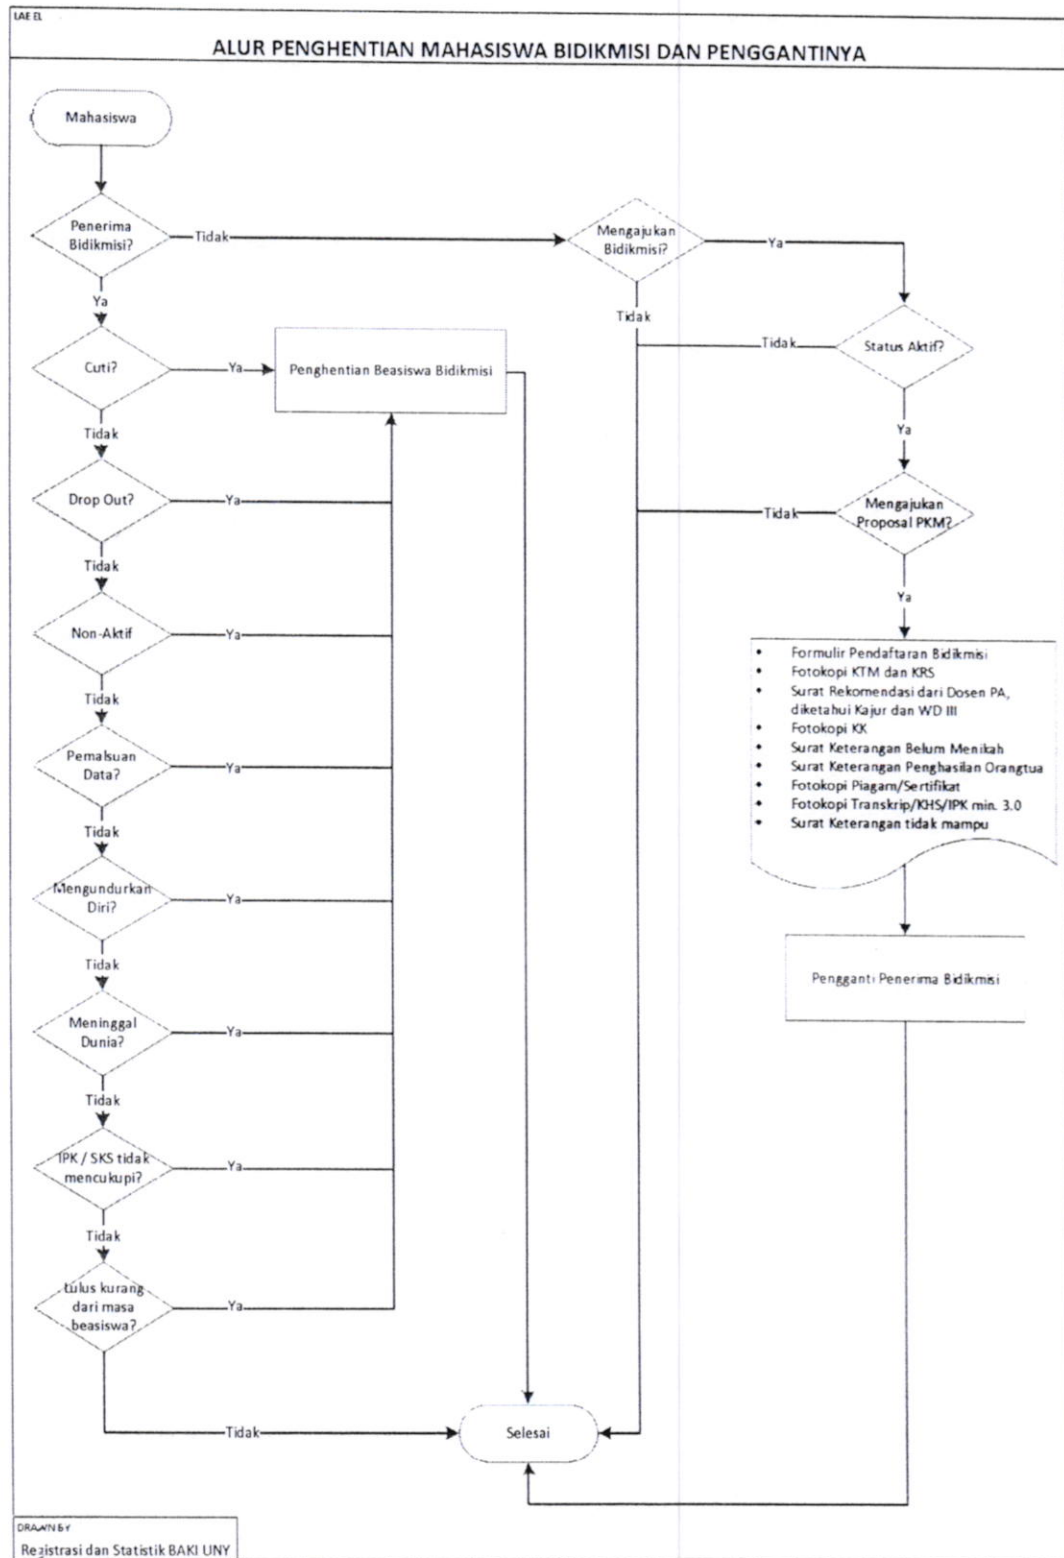 LAE EL
ALUR PENGHENTIAN MAHASISWA BIDIKMISI DAN PENGGANTINYA
Mahasiswa
Penerima
Bidikmisi?
Tidak
Mengajukan
Bidikmisi?
Ya
Ya
Tidak
Cuti?
Ya
Penghentian Beasiswa Bidikmisi
Tidak
Status Aktif?
Tidak
Ya
Drop Out?
Ya
Tidak
Mengajukan
Proposal PKM?
Tidak
Ya
Non-Aktif
Ya
• Formulir Pendaftaran Bidikmisi
• Fotokopi KTM dan KRS
• Surat Rekomendasi dari Dosen PA,
diketahui Kajur dan WD III
• Fotokopi KK
• Surat Keterangan Belum Menikah
• Surat Keterangan Penghasilan Orangtua
• Fotokopi Piagam/Sertifikat
• Fotokopi Transkrip/KHS/IPK min. 3.0
• Surat Keterangan tidak mampu
Tidak
Pemalsuan
Data?
Ya
Tidak
Mengundurkan
Diri?
Ya
Tidak
Pengganti Penerima Bidikmisi
Meninggal
Dunia?
Ya
Tidak
IPK / SKS tidak
mencukupi?
Ya
Tidak
Lulus kurang
dari masa
beasiswa?
Ya
Tidak
Selesai
DRAWN BY
Registrasi dan Statistik BAKI UNY